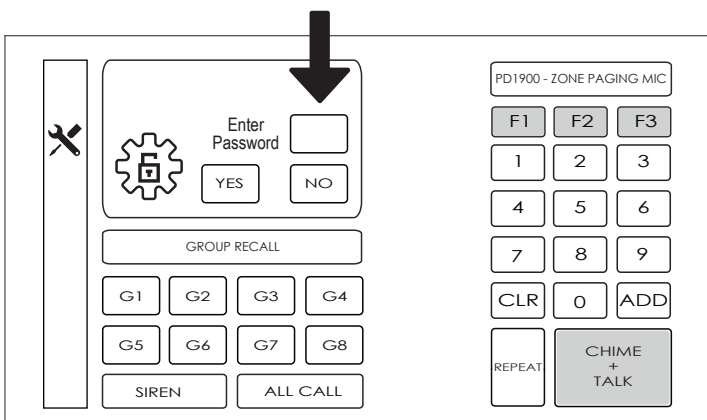 Enter
Password
YES NO
GROUP RECALL
G1 G2 G3 G4
G5 G6 G7 G8
SIREN ALL CALL
PD1900 - ZONE PAGING MIC
F1 F2 F3
1 2 3
4 5 6
7 8 9
CLR 0 ADD
REPEAT
CHIME
+
TALK